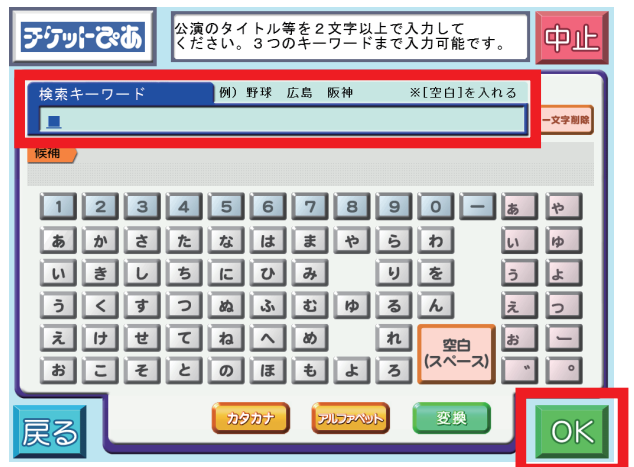 チケットぴあ
公演のタイトル等を２文字以上で入力して
ください。３つのキーワードまで入力可能です。
中止
検索キーワード 例) 野球 広島 阪神 ※[空白]を入れる
一文字削除
候補
1 2 3 4 5 6 7 8 9 0 ー ぁ ゃ
あ か さ た な は ま や ら わ ぃ ゅ
い き し ち に ひ み り を ぅ ょ
う く す つ ぬ ふ む ゆ る ん ぇ っ
え け せ て ね へ め れ 空白 ぉ ー
(スペース)
お こ そ と の ほ も よ ろ ゛ ゜
カタカナ アルファベット 変換
戻る OK